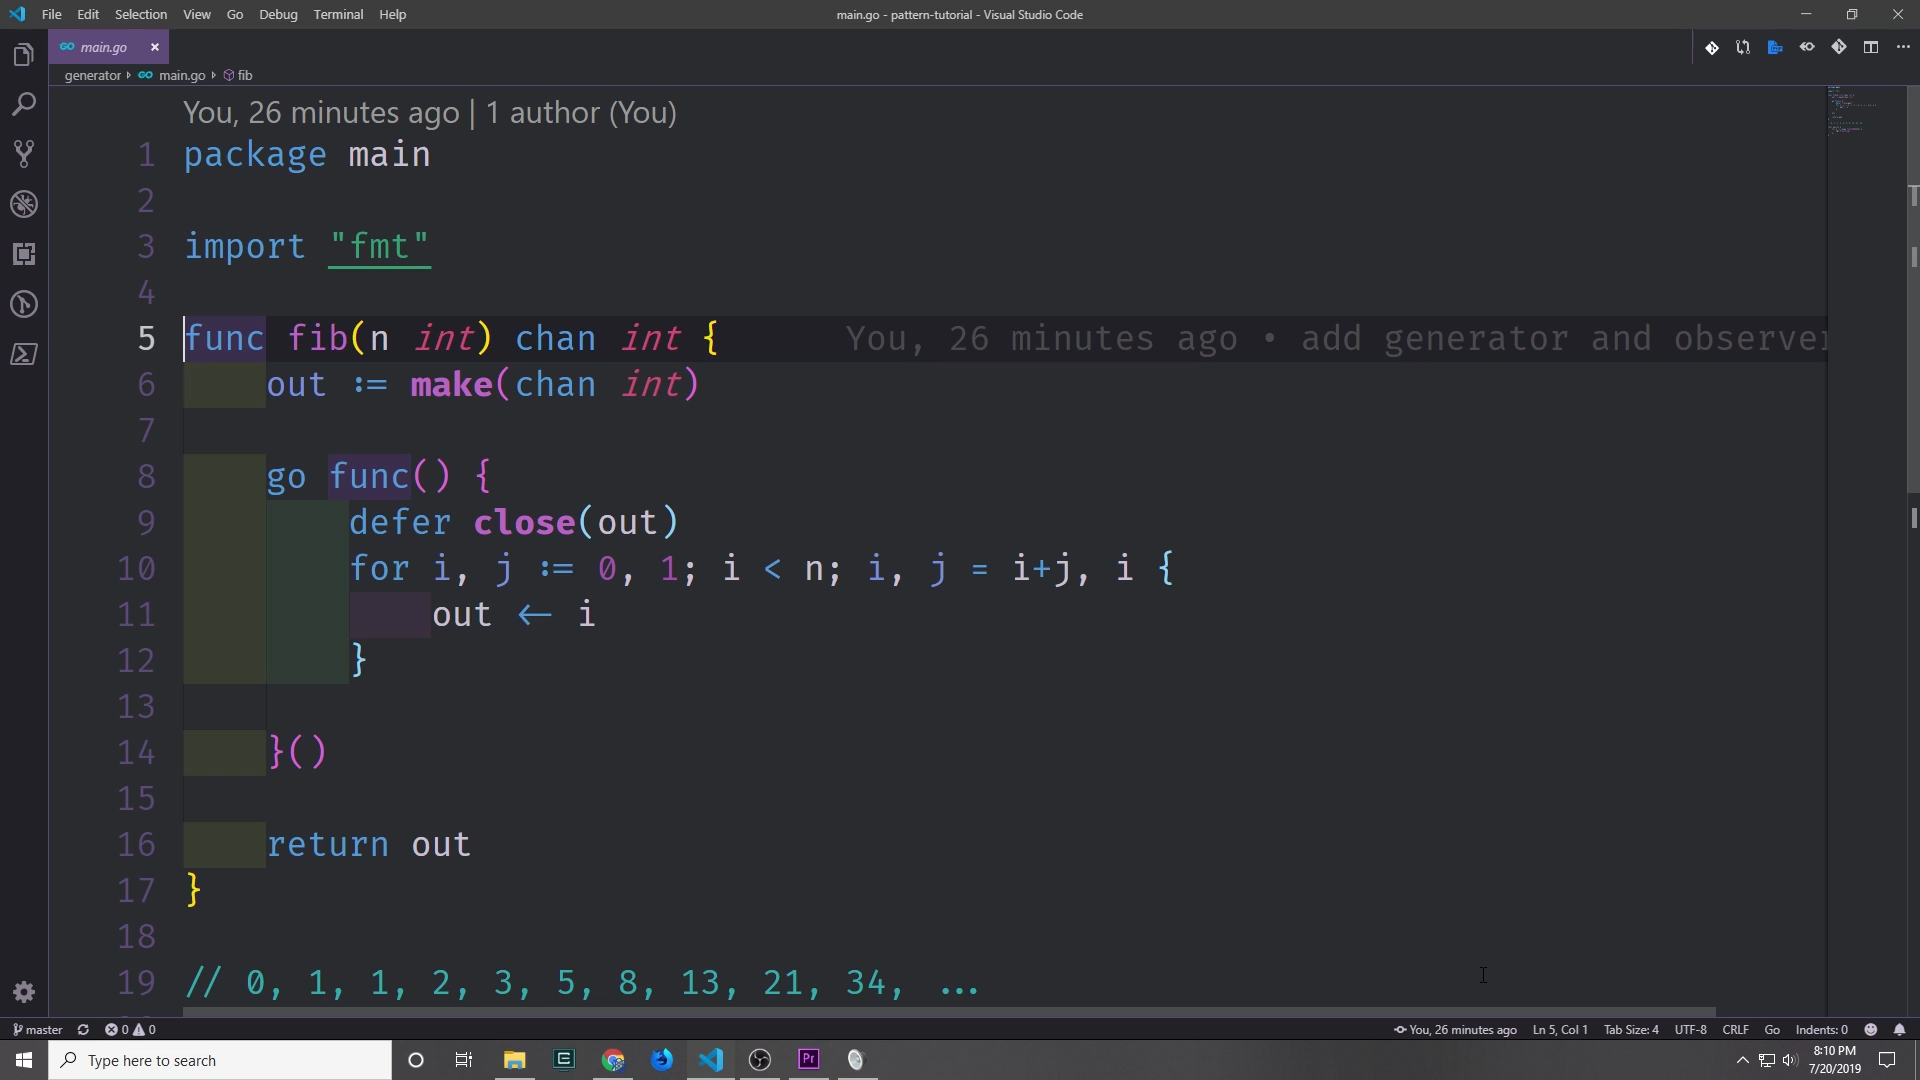 File Edit Selection View Go Debug Terminal Help
main.go - pattern-tutorial - Visual Studio Code
main.go
generator main.go fib
You, 26 minutes ago | 1 author (You)
1 package main
2
3 import "fmt"
4
5 func fib(n int) chan int { You, 26 minutes ago • add generator and observer
6 out := make(chan int)
7
8 go func() {
9 defer close(out)
10 for i, j := 0, 1; i < n; i, j = i+j, i {
11 out <- i
12 }
13
14 }()
15
16 return out
17 }
18
19 // 0, 1, 1, 2, 3, 5, 8, 13, 21, 34, ...
master 0 0 You, 26 minutes ago Ln 5, Col 1 Tab Size: 4 UTF-8 CRLF Go Indents: 0
Type here to search
Pr
8:10 PM
7/20/2019